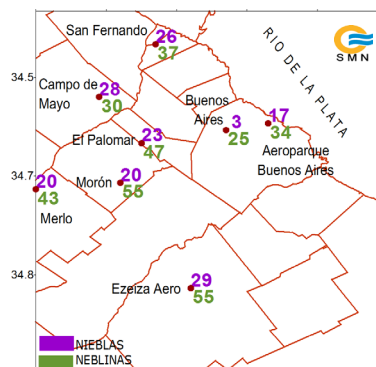 San Fernando
26
37
RIO DE LA PLATA
SMN
34.5
Campo de
Mayo
28
30
Buenos
Aires
3
25
17
34
El Palomar
23
47
Aeroparque
Buenos Aires
34.7
20
43
Merlo
Morón
20
55
34.8
Ezeiza Aero
29
55
NIEBLAS
NEBLINAS